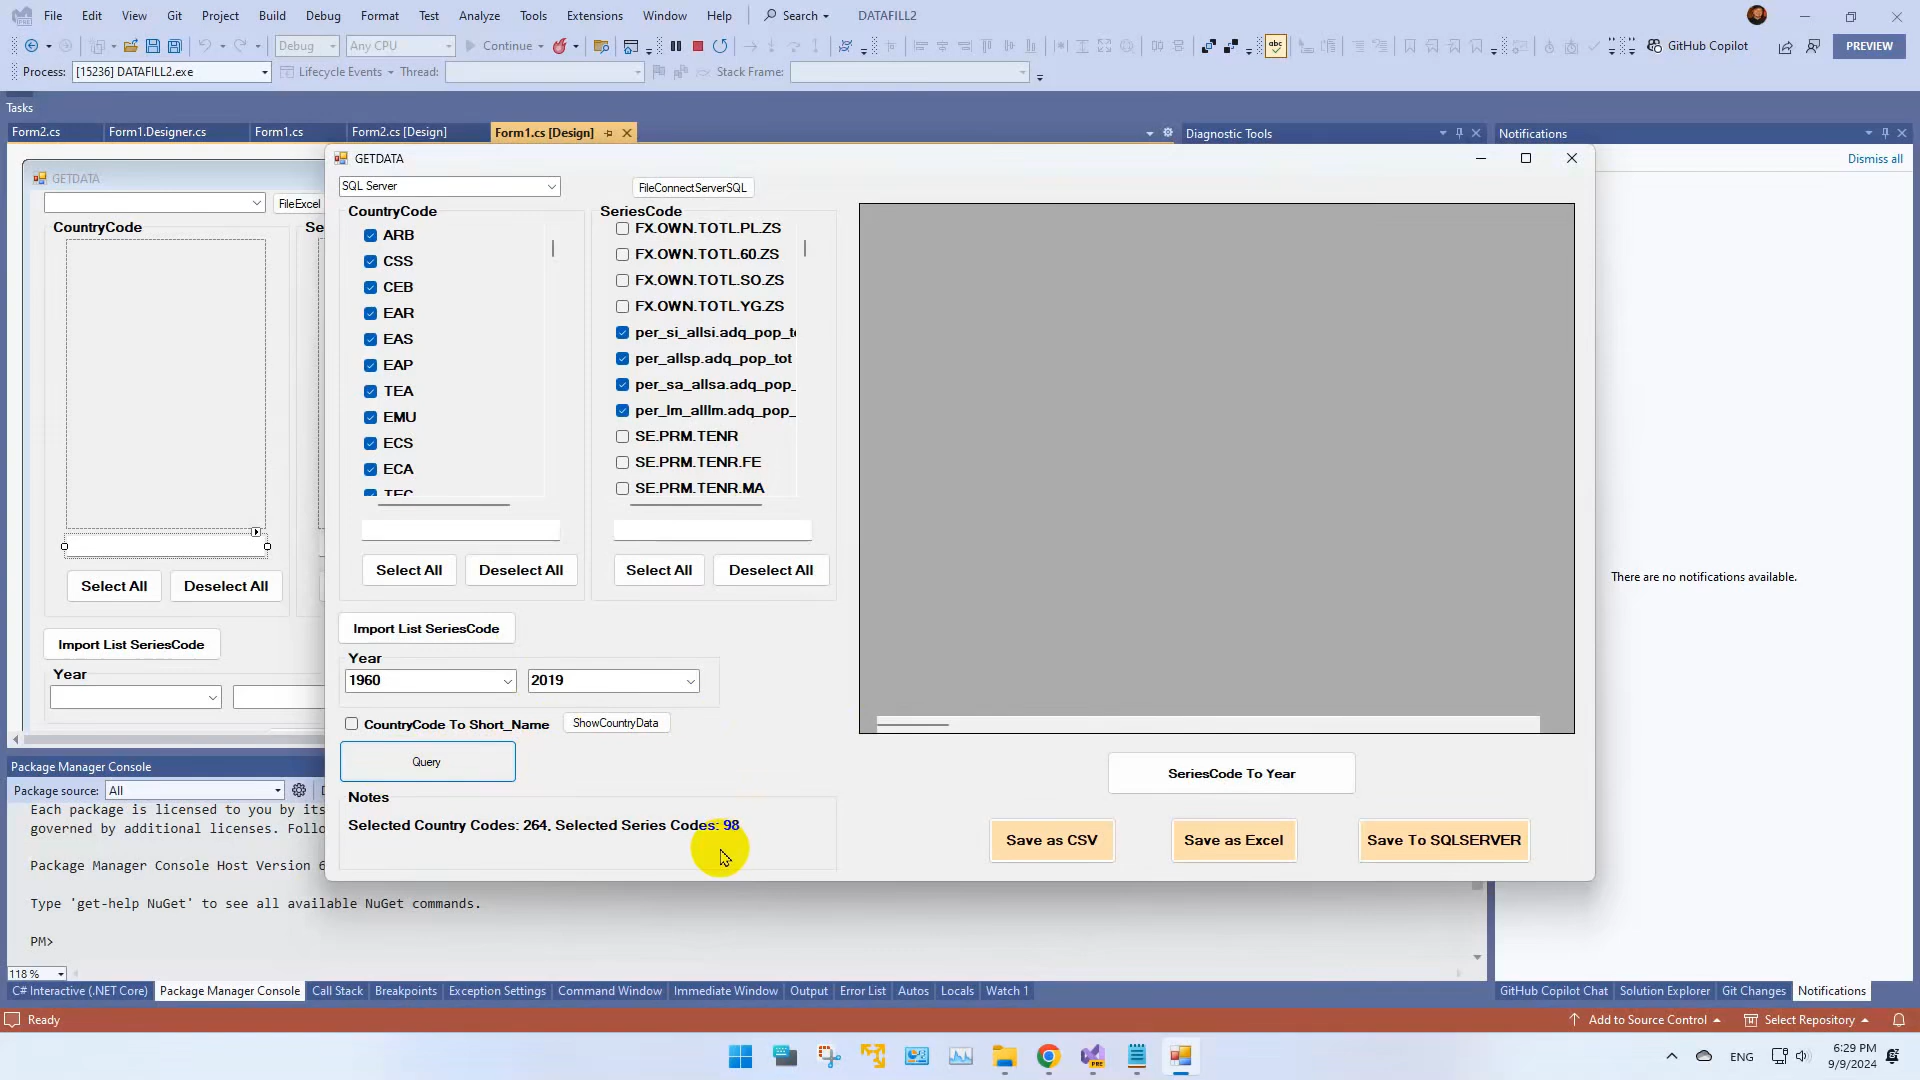 File Edit View Git Project Build Debug Format Test Analyze Tools Extensions Window Help Search DATAFILL2
Debug Any CPU Continue GitHub Copilot PREVIEW
Process: [15236] DATAFILL2.exe Lifecycle Events Thread: Stack Frame:
Tasks
Form2.cs Form1.Designer.cs Form1.cs Form2.cs [Design] Form1.cs [Design] Diagnostic Tools Notifications
Dismiss all
There are no notifications available.
GETDATA
FileExcel
CountryCode
Select All Deselect All
Import List SeriesCode
Year
GETDATA
SQL Server FileConnectServerSQL
CountryCode
ARB
CSS
CEB
EAR
EAS
EAP
TEA
EMU
ECS
ECA
TEC
Select All Deselect All
SeriesCode
FX.OWN.TOTL.PL.ZS
FX.OWN.TOTL.60.ZS
FX.OWN.TOTL.SO.ZS
FX.OWN.TOTL.YG.ZS
per_si_allsi.adq_pop_t
per_allsp.adq_pop_tot
per_sa_allsa.adq_pop_
per_lm_alllm.adq_pop_
SE.PRM.TENR
SE.PRM.TENR.FE
SE.PRM.TENR.MA
Select All Deselect All
Import List SeriesCode
Year
1960 2019
CountryCode To Short_Name ShowCountryData
Query
Notes
Selected Country Codes: 264, Selected Series Codes: 98
SeriesCode To Year
Save as CSV Save as Excel Save To SQLSERVER
Package Manager Console
Package source: All
Each package is licensed to you by its
governed by additional licenses. Follo
Package Manager Console Host Version 6
Type 'get-help NuGet' to see all available NuGet commands.
PM>
118 %
C# Interactive (.NET Core) Package Manager Console Call Stack Breakpoints Exception Settings Command Window Immediate Window Output Error List Autos Locals Watch 1 GitHub Copilot Chat Solution Explorer Git Changes Notifications
Ready Add to Source Control Select Repository
ENG 6:29 PM
9/9/2024